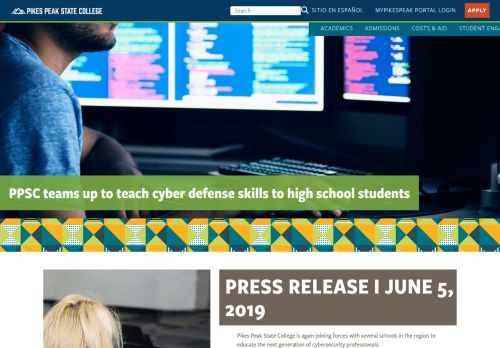 PIKES PEAK STATE COLLEGE
Search
SITIO EN ESPAÑOL
MYPIKESPEAK PORTAL LOGIN
APPLY
ACADEMICS
ADMISSIONS
COSTS & AID
STUDENT ENGA
PPSC teams up to teach cyber defense skills to high school students
PRESS RELEASE I JUNE 5,
2019
Pikes Peak State College is again joining forces with several schools in the region to
educate the next generation of cybersecurity professionals.